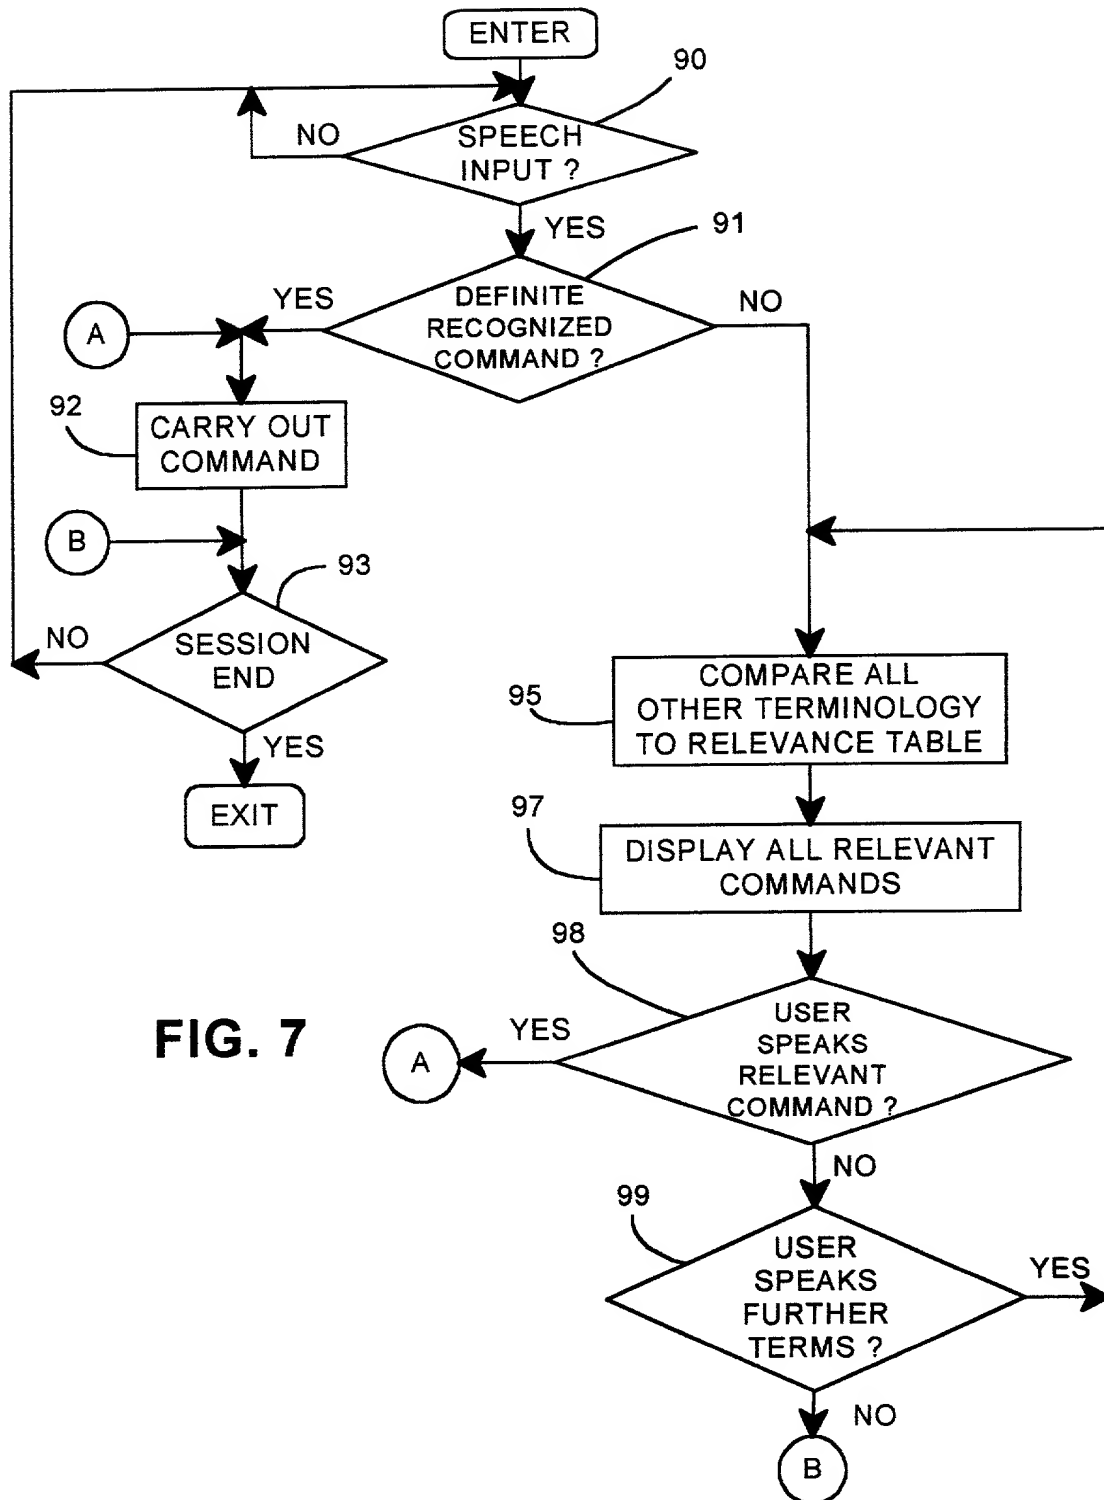 ENTER
90
SPEECH
INPUT ?
NO
YES
91
DEFINITE
RECOGNIZED
COMMAND ?
YES
NO
A
92
CARRY OUT
COMMAND
B
93
SESSION
END
NO
YES
EXIT
95
COMPARE ALL
OTHER TERMINOLOGY
TO RELEVANCE TABLE
97
DISPLAY ALL RELEVANT
COMMANDS
98
USER
SPEAKS
RELEVANT
COMMAND ?
YES
A
NO
FIG. 7
99
USER
SPEAKS
FURTHER
TERMS ?
YES
NO
B